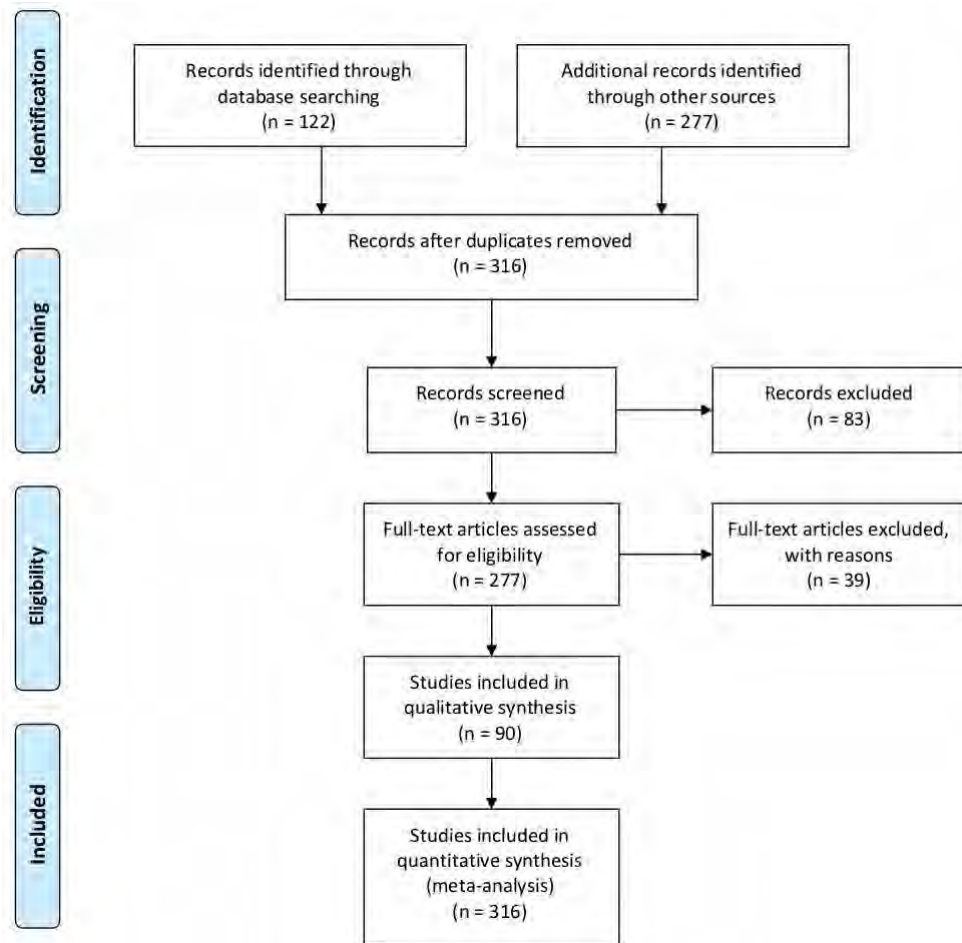 Identification
Records identified through
database searching
(n = 122)
Additional records identified
through other sources
(n = 277)
Records after duplicates removed
(n = 316)
Screening
Records screened
(n = 316)
Records excluded
(n = 83)
Eligibility
Full-text articles assessed
for eligibility
(n = 277)
Full-text articles excluded,
with reasons
(n = 39)
Studies included in
qualitative synthesis
(n = 90)
Included
Studies included in
quantitative synthesis
(meta-analysis)
(n = 316)